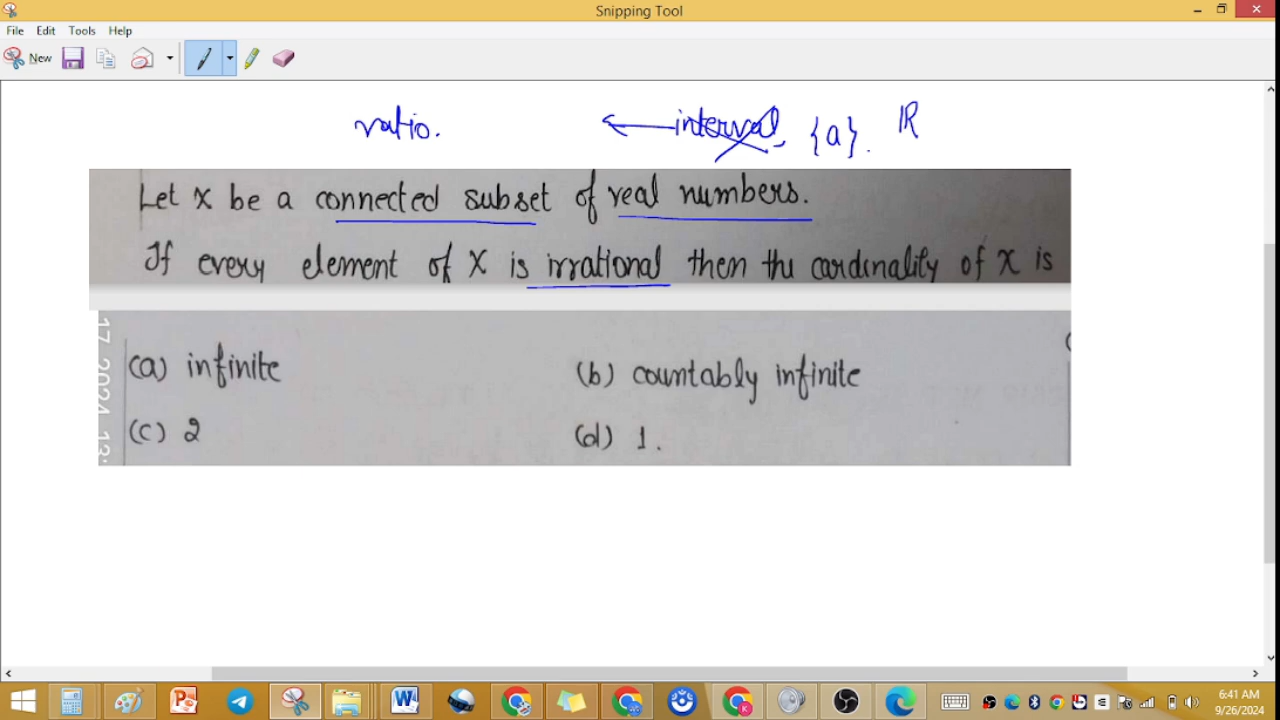 Snipping Tool
File Edit Tools Help
New
ratio. interval, {a}. ℝ
Let X be a connected subset of real numbers.
If every element of X is irrational then the cardinality of X is
(a) infinite (b) countably infinite
(c) 2 (d) 1.
6:41 AM
9/26/2024